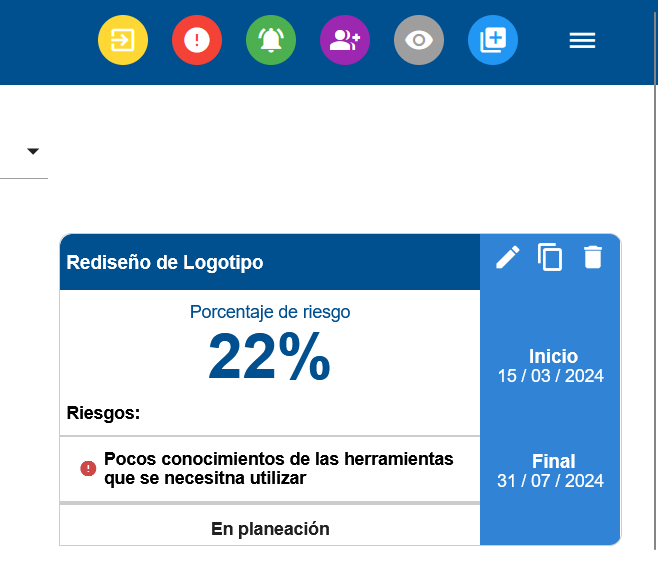 Rediseño de Logotipo
Porcentaje de riesgo
22%
Riesgos:
Pocos conocimientos de las herramientas
que se necesitna utilizar
En planeación
Inicio
15 / 03 / 2024
Final
31 / 07 / 2024